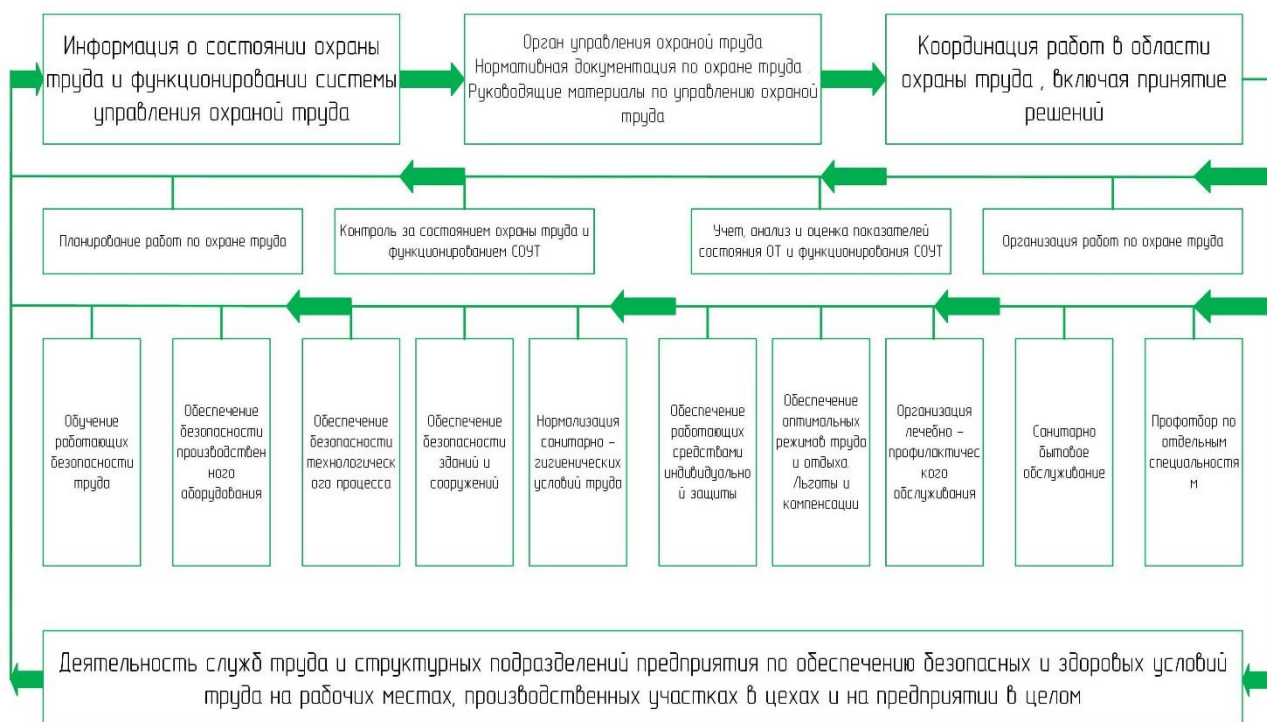 Информация о состоянии охраны
труда и функционировании системы
управления охраной труда
Орган управления охраной труда
Нормативная документация по охране труда .
Руководящие материалы по управлению охраной
труда
Координация работ в области
охраны труда , включая принятие
решений
Планирование работ по охране труда
Контроль за состоянием охраны труда и
функционированием СОУТ
Учет, анализ и оценка показателей
состояния ОТ и функционирования СОУТ
Организация работ по охране труда
Обучение
работающих
безопасности
труда
Обеспечение
безопасности
производствен
ного
оборудования
Обеспечение
безопасности
технологическ
ого процесса
Обеспечение
безопасности
зданий и
сооружений
Нормализация
санитарно –
гигиенических
условий труда
Обеспечение
работающих
средствами
индивидуально
й защиты
Обеспечение
оптимальных
режимов труда
и отдыха.
Льготы и
компенсации
Организация
лечебно –
профилактичес
кого
обслуживания
Санитарно
бытовое
обслуживание
Профотбор по
отдельным
специальностя
м
Деятельность служб труда и структурных подразделений предприятия по обеспечению безопасных и здоровых условий
труда на рабочих местах, производственных участках в цехах и на предприятии в целом